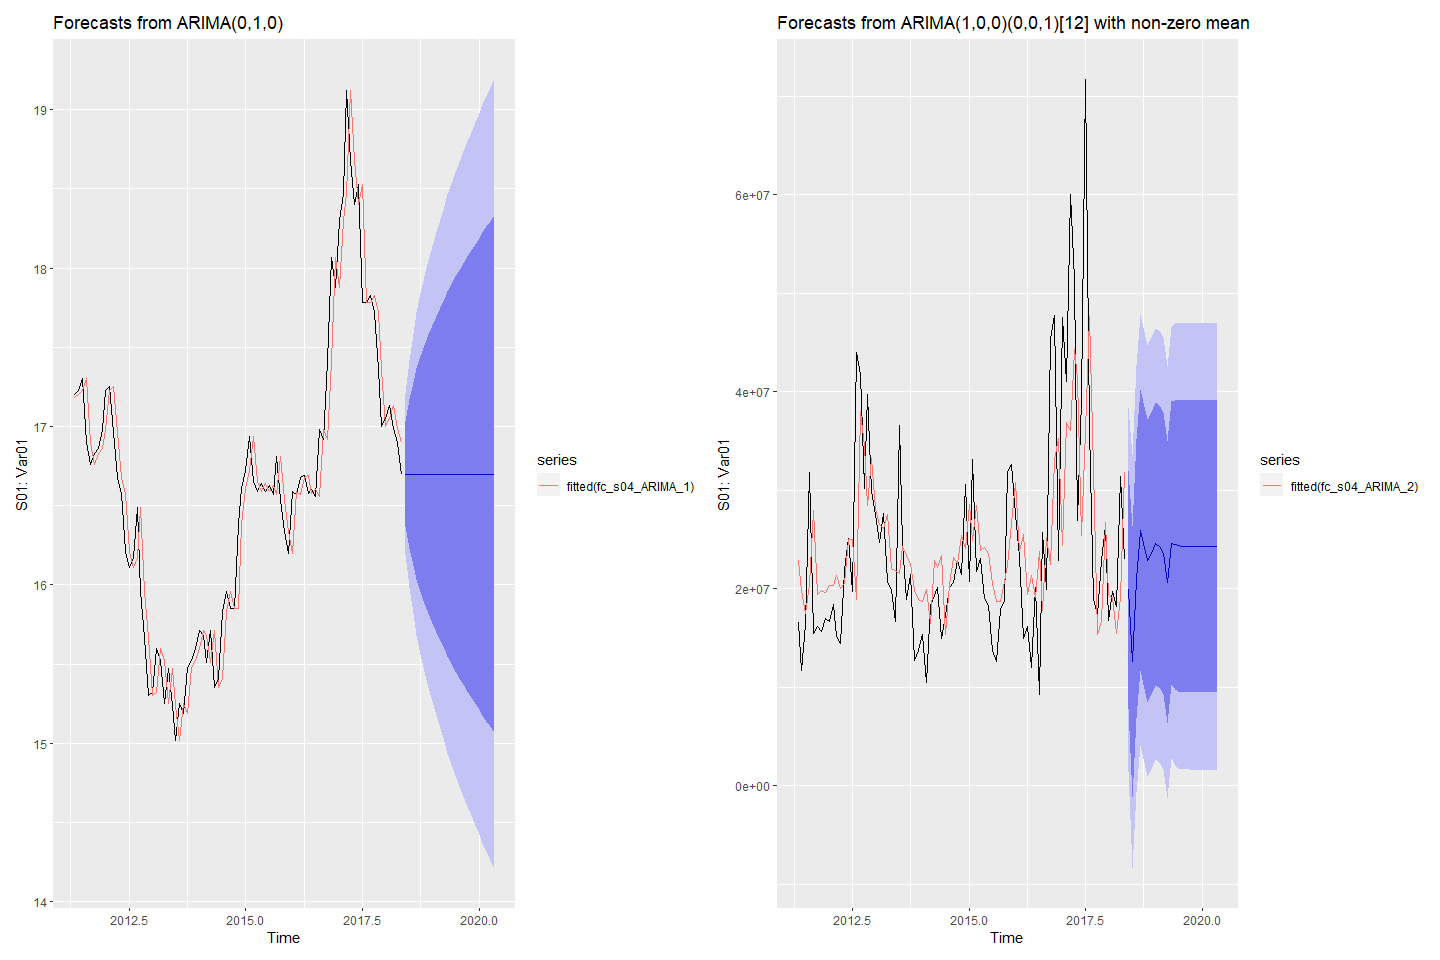 Forecasts from ARIMA(0,1,0)
19
18
17
16
15
14
S01: Var01
2012.5
2015.0
2017.5
2020.0
Time
series
fitted(fc_s04_ARIMA_1)
Forecasts from ARIMA(1,0,0)(0,0,1)[12] with non-zero mean
6e+07
4e+07
2e+07
0e+00
S01: Var01
2012.5
2015.0
2017.5
2020.0
Time
series
fitted(fc_s04_ARIMA_2)